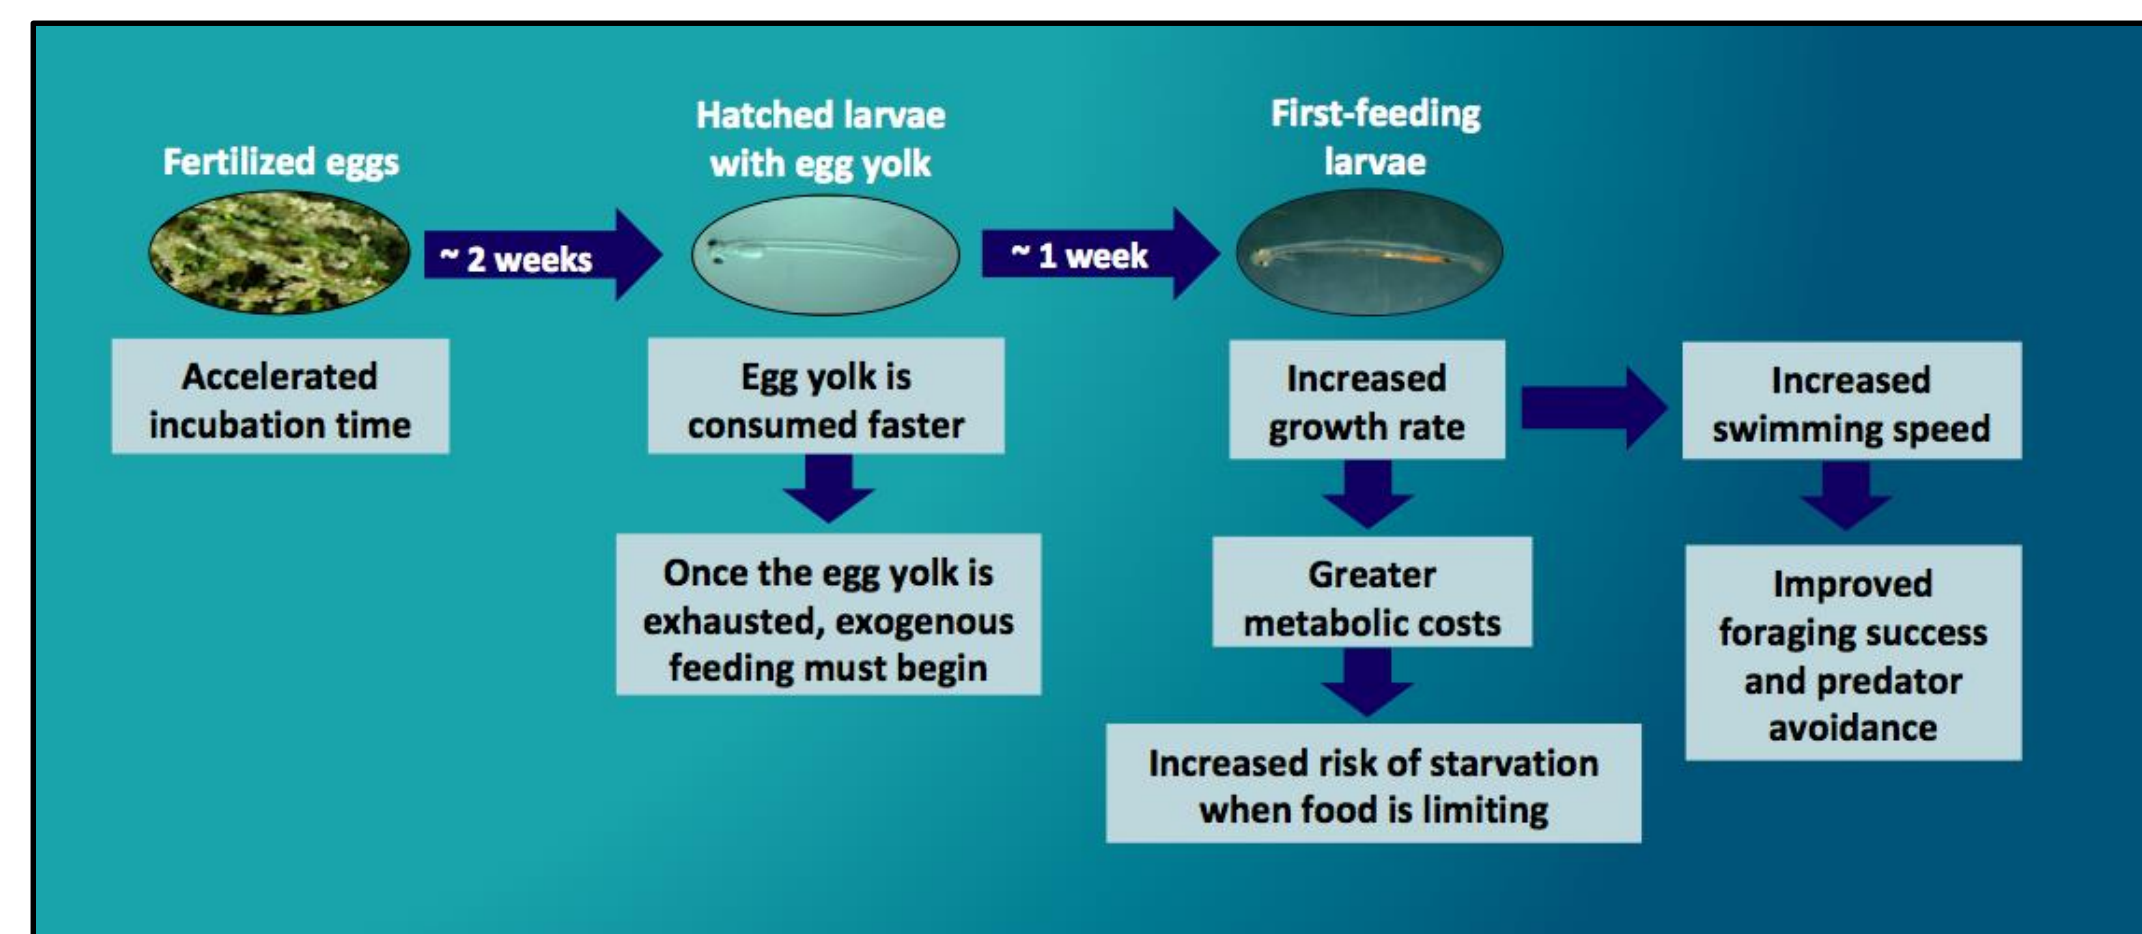 Fertilized eggs
~ 2 weeks
Hatched larvae
with egg yolk
~ 1 week
First-feeding
larvae
Accelerated
incubation time
Egg yolk is
consumed faster
Once the egg yolk is
exhausted, exogenous
feeding must begin
Increased
growth rate
Greater
metabolic costs
Increased risk of starvation
when food is limiting
Increased
swimming speed
Improved
foraging success
and predator
avoidance